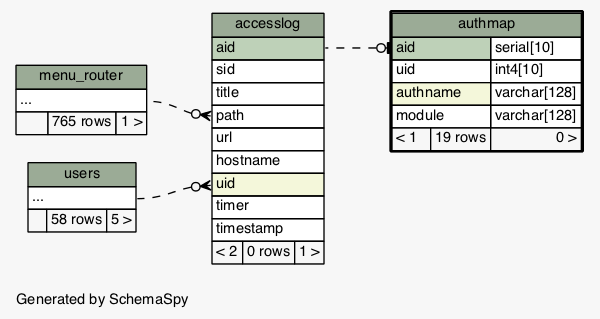 accesslog
aid
sid
title
path
url
hostname
uid
timer
timestamp
< 2 0 rows 1 >
authmap
aid serial[10]
uid int4[10]
authname varchar[128]
module varchar[128]
< 1 19 rows 0 >
menu_router
...
765 rows 1 >
users
...
58 rows 5 >
Generated by SchemaSpy